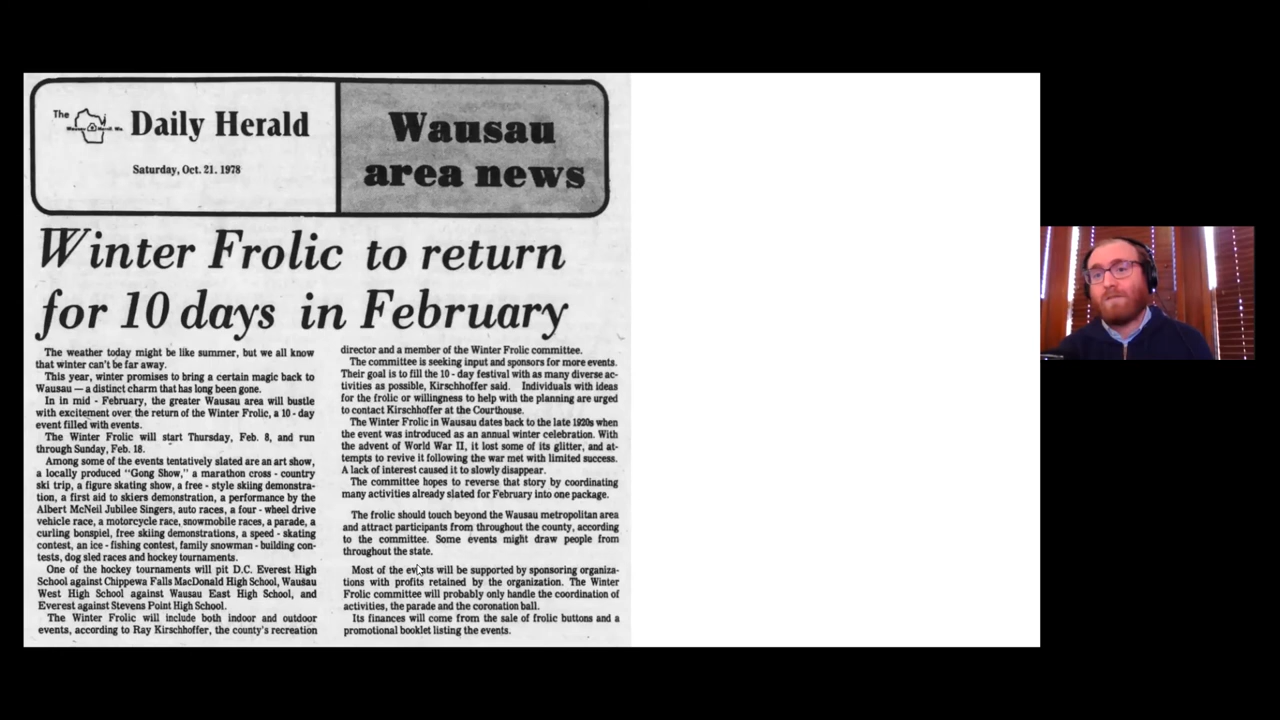 The
Daily Herald
Saturday, Oct. 21. 1978
Wausau
area news
Winter Frolic to return
for 10 days in February
The weather today might be like summer, but we all know
that winter can't be far away.
This year, winter promises to bring a certain magic back to
Wausau — a distinct charm that has long been gone.
In in mid - February, the greater Wausau area will bustle
with excitement over the return of the Winter Frolic, a 10 - day
event filled with events.
The Winter Frolic will start Thursday, Feb. 8, and run
through Sunday, Feb. 18.
Among some of the events tentatively slated are an art show,
a locally produced "Gong Show," a marathon cross - country
ski trip, a figure skating show, a free - style skiing demonstra-
tion, a first aid to skiers demonstration, a performance by the
Albert McNeil Jubilee Singers, auto races, a four - wheel drive
vehicle race, a motorcycle race, snowmobile races, a parade, a
curling bonspiel, free skiing demonstrations, a speed - skating
contest, an ice - fishing contest, family snowman - building con-
tests, dog sled races and hockey tournaments.
One of the hockey tournaments will pit D.C. Everest High
School against Chippewa Falls MacDonald High School, Wausau
West High School against Wausau East High School, and
Everest against Stevens Point High School.
The Winter Frolic will include both indoor and outdoor
events, according to Ray Kirschhoffer, the county's recreation
director and a member of the Winter Frolic committee.
The committee is seeking input and sponsors for more events.
Their goal is to fill the 10 - day festival with as many diverse ac-
tivities as possible, Kirschhoffer said. Individuals with ideas
for the frolic or willingness to help with the planning are urged
to contact Kirschhoffer at the Courthouse.
The Winter Frolic in Wausau dates back to the late 1920s when
the event was introduced as an annual winter celebration. With
the advent of World War II, it lost some of its glitter, and at-
tempts to revive it following the war met with limited success.
A lack of interest caused it to slowly disappear.
The committee hopes to reverse that story by coordinating
many activities already slated for February into one package.
The frolic should touch beyond the Wausau metropolitan area
and attract participants from throughout the county, according
to the committee. Some events might draw people from
throughout the state.
Most of the events will be supported by sponsoring organiza-
tions with profits retained by the organization. The Winter
Frolic committee will probably only handle the coordination of
activities, the parade and the coronation ball.
Its finances will come from the sale of frolic buttons and a
promotional booklet listing the events.